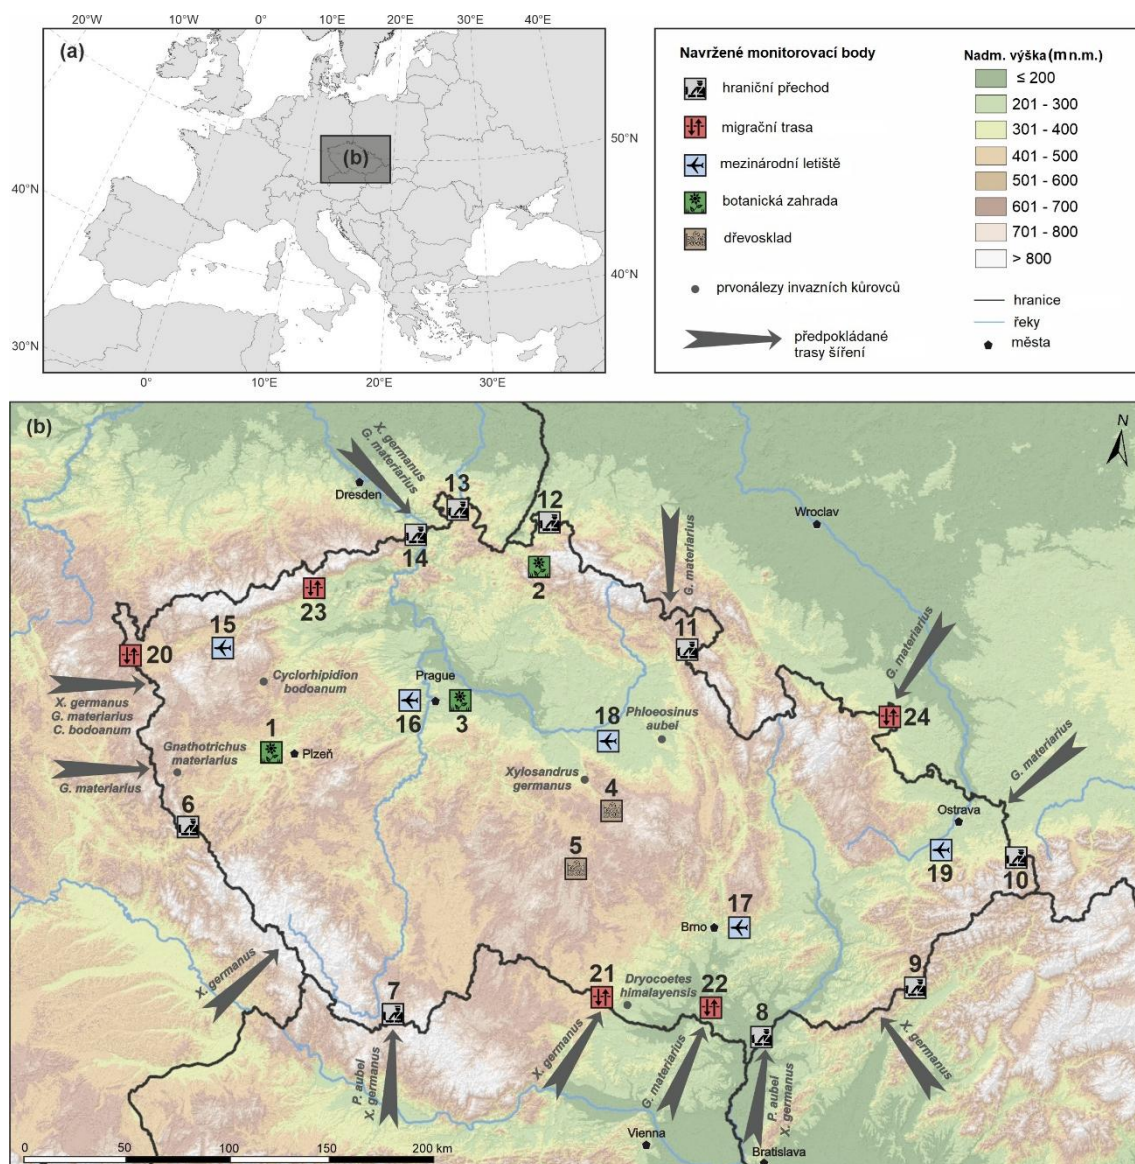 20°W
10°W
0°
10°E
20°E
30°E
40°E
(a)
(b)
50°N
40°N
40°N
30°N
30°N
0°
10°E
20°E
30°E
Navržené monitorovací body
hraniční přechod
migrační trasa
mezinárodní letiště
botanická zahrada
dřevosklad
prvonálezy invazních kůrovců
předpokládané
trasy šíření
Nadm. výška (m n.m.)
≤ 200
201 - 300
301 - 400
401 - 500
501 - 600
601 - 700
701 - 800
> 800
hranice
řeky
města
(b)
N
X. germanus
G. materiarius
Dresden
13
14
12
2
Wroclav
G. materiarius
11
23
15
20
X. germanus
G. materiarius
C. bodoanum
Cyclorhipidion
bodoanum
Prague
16
3
G. materiarius
24
18
Phloeosinus
aubel
1
Plzeň
Gnathotrichus
materiarius
G. materiarius
Xylosandrus
germanus
4
G. materiarius
Ostrava
19
10
6
5
17
Brno
X. germanus
7
P. aubel
X. germanus
21
Dryocoetes
himalayensis
22
8
9
X. germanus
G. materiarius
P. aubel
X. germanus
X. germanus
Vienna
Bratislava
0
50
100
150
200 km